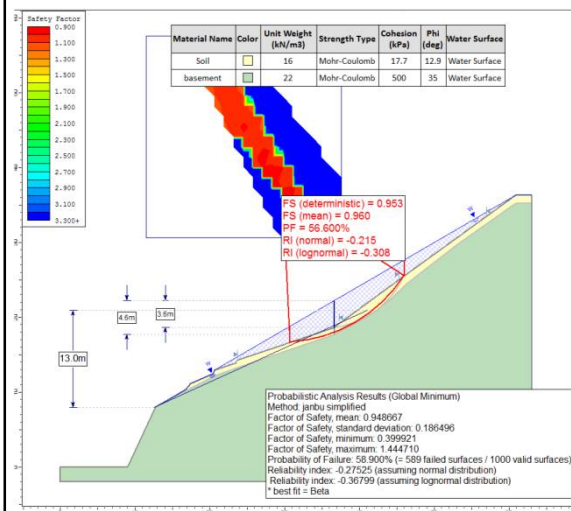 Safety Factor
0.900
1.100
1.300
1.500
1.700
1.900
2.100
2.300
2.500
2.700
2.900
3.100
3.300+
Material Name Color Unit Weight (kN/m3) Strength Type Cohesion (kPa) Phi (deg) Water Surface
Soil 16 Mohr-Coulomb 17.7 12.9 Water Surface
basement 22 Mohr-Coulomb 500 35 Water Surface
FS (deterministic) = 0.953
FS (mean) = 0.960
PF = 56.600%
RI (normal) = -0.215
RI (lognormal) = -0.308
4.6m
3.6m
13.0m
W
W
Probabilistic Analysis Results (Global Minimum)
Method: janbu simplified
Factor of Safety, mean: 0.948667
Factor of Safety, standard deviation: 0.186496
Factor of Safety, minimum: 0.399921
Factor of Safety, maximum: 1.444710
Probability of Failure: 58.900% (= 589 failed surfaces / 1000 valid surfaces)
Reliability index: -0.27525 (assuming normal distribution)
Reliability index: -0.36799 (assuming lognormal distribution)
* best fit = Beta